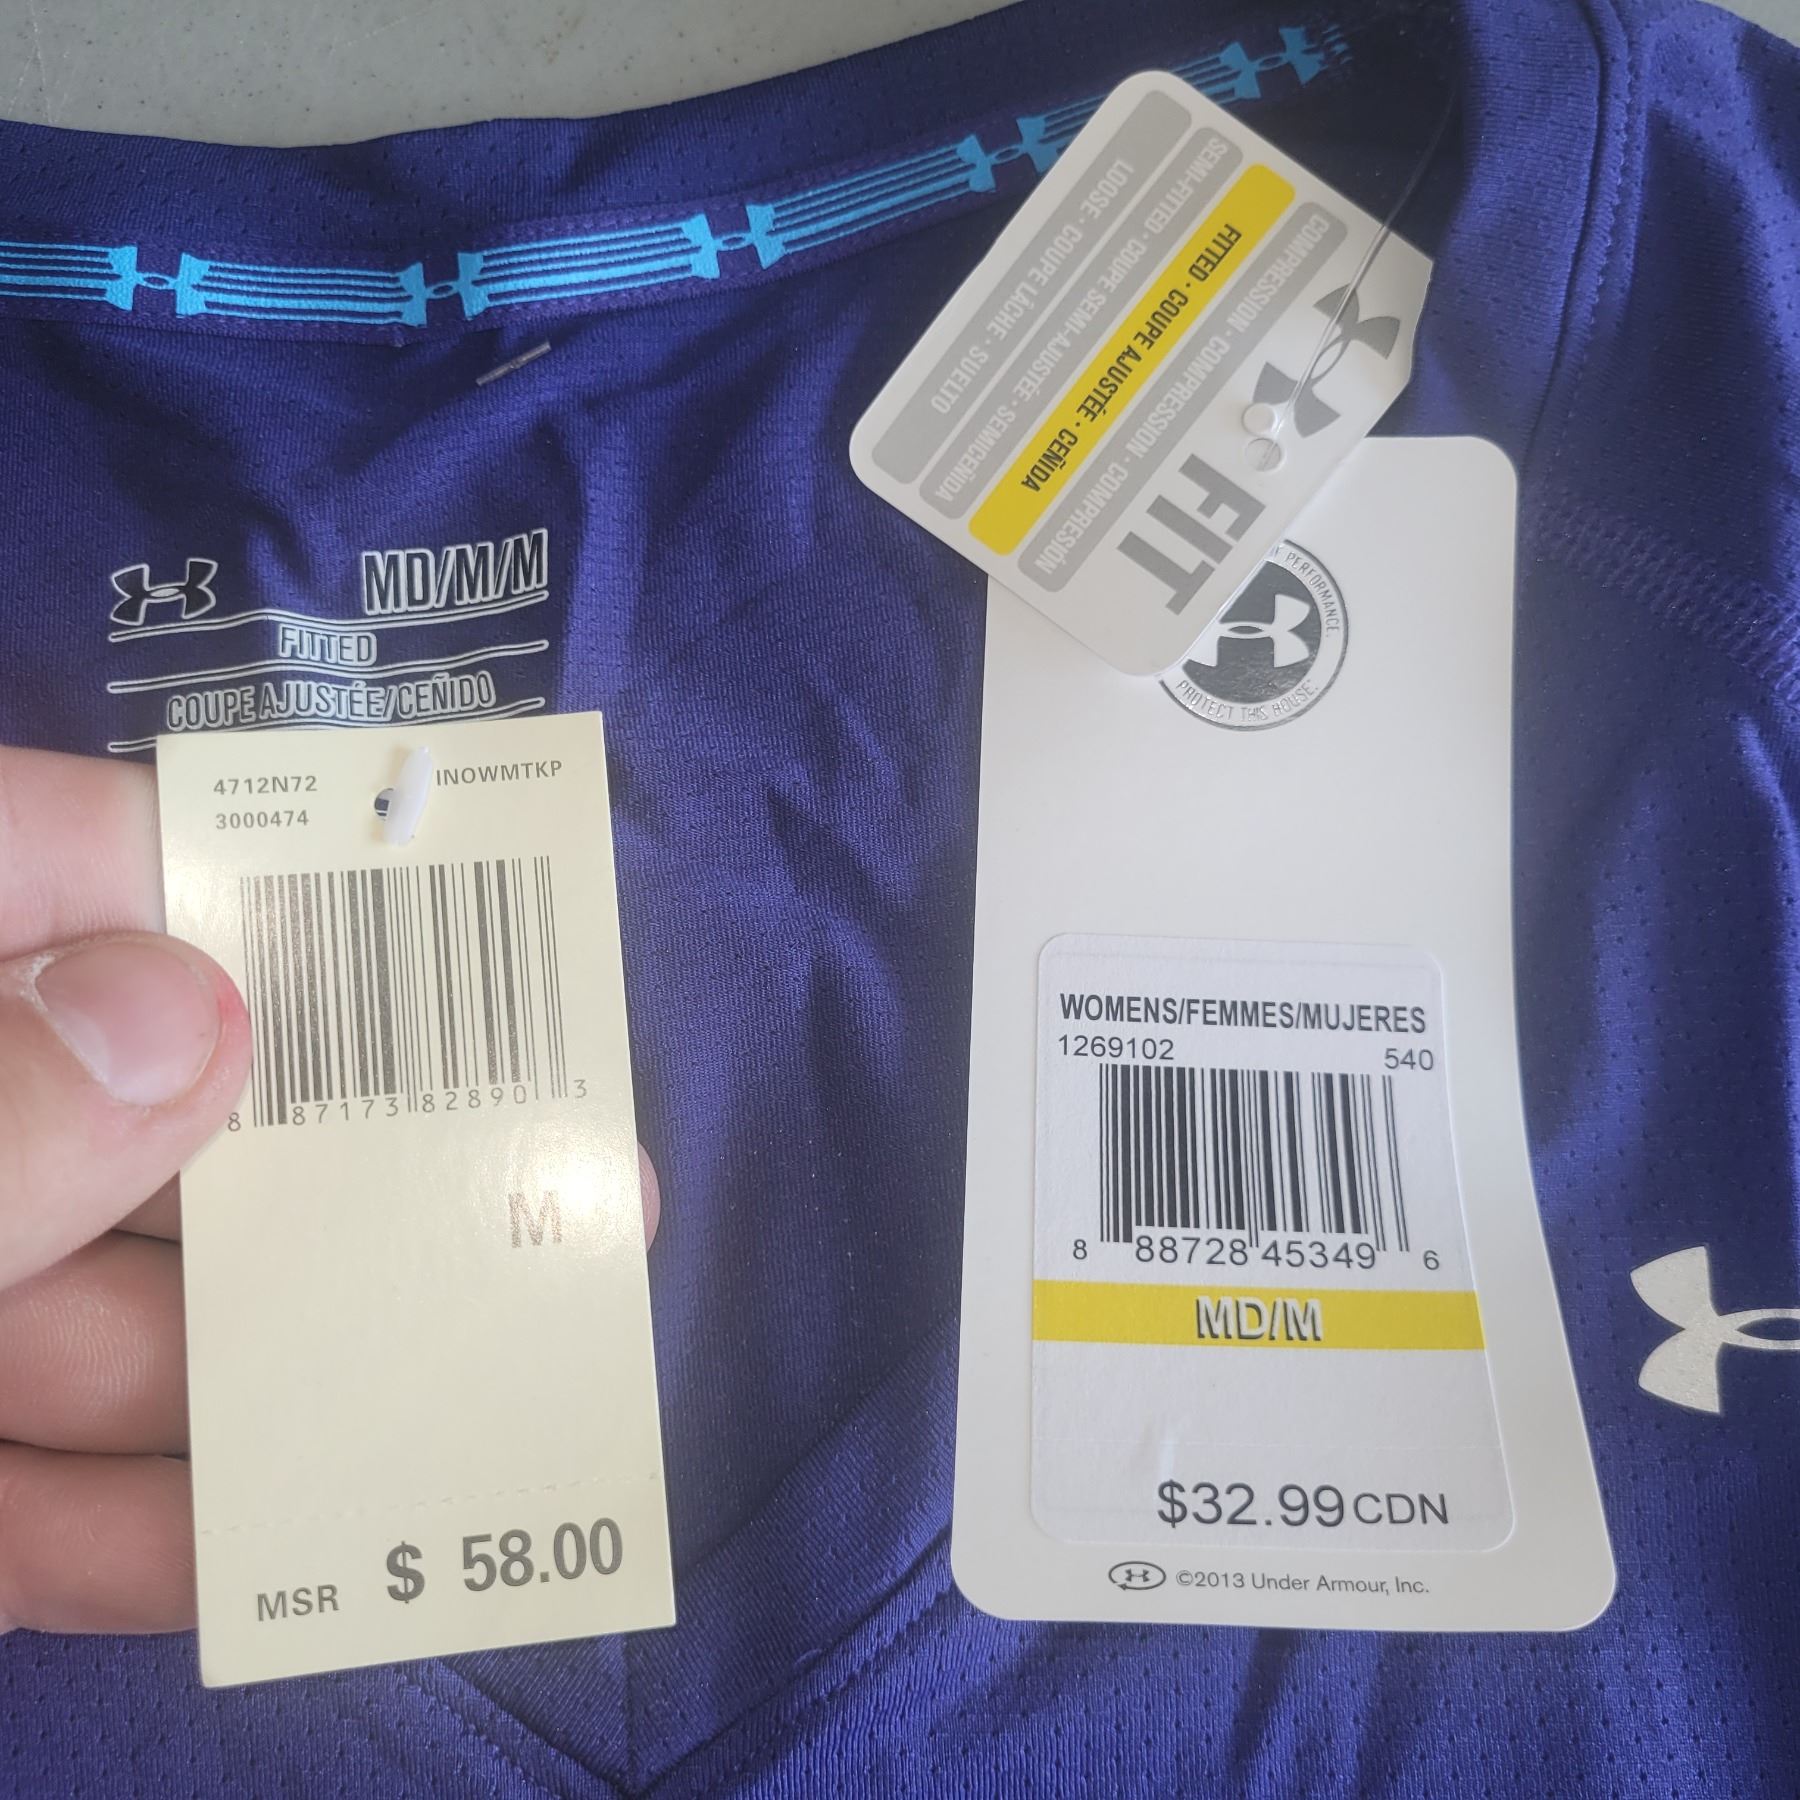 MD/M/M
FITTED
COUPE AJUSTÉE/CEÑIDO
4712N72
INOWMTKP
3000474
8 87173 82890 3
M
MSR $ 58.00
FIT
COMPRESSION · COMPRESSION · COMPRESIÓN
FITTED · COUPE AJUSTÉE · CEÑIDA
SEMI-FITTED · COUPE SEMI-AJUSTÉE · SEMICEÑIDA
LOOSE · COUPE LÂCHE · SUELTO
PERFORMANCE.
PROTECT THIS HOUSE.
WOMENS/FEMMES/MUJERES
1269102 540
8 88728 45349 6
MD/M
$32.99CDN
©2013 Under Armour, Inc.